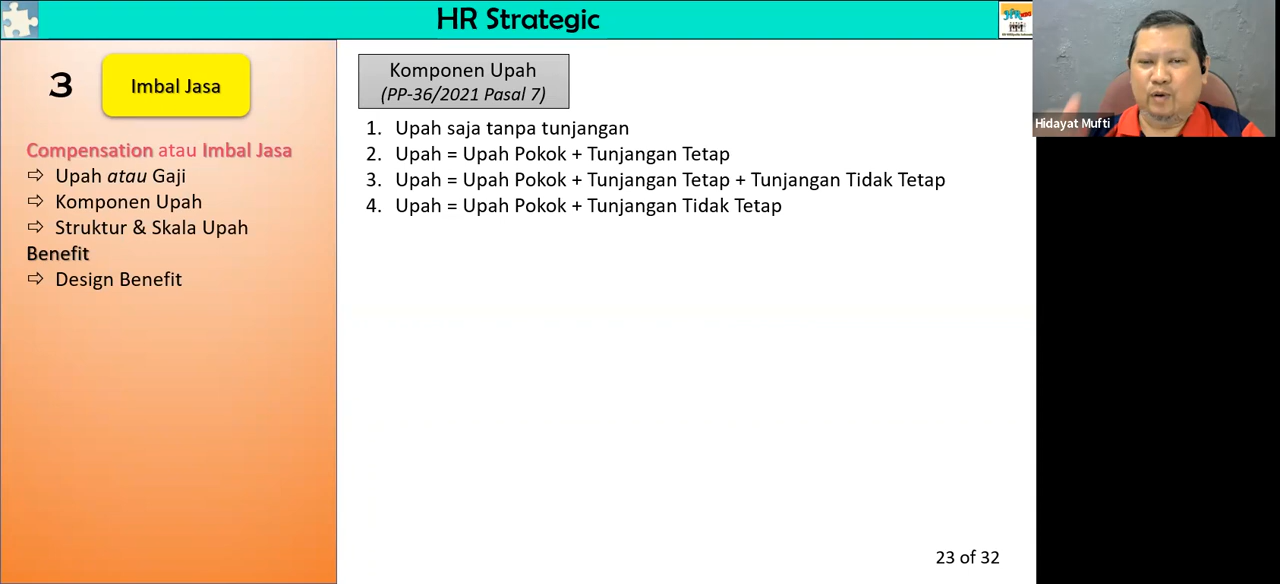 HR Strategic
3
Imbal Jasa
Compensation atau Imbal Jasa
⇨ Upah atau Gaji
⇨ Komponen Upah
⇨ Struktur & Skala Upah
Benefit
⇨ Design Benefit
Komponen Upah
(PP-36/2021 Pasal 7)
1. Upah saja tanpa tunjangan
2. Upah = Upah Pokok + Tunjangan Tetap
3. Upah = Upah Pokok + Tunjangan Tetap + Tunjangan Tidak Tetap
4. Upah = Upah Pokok + Tunjangan Tidak Tetap
23 of 32
Hidayat Mufti